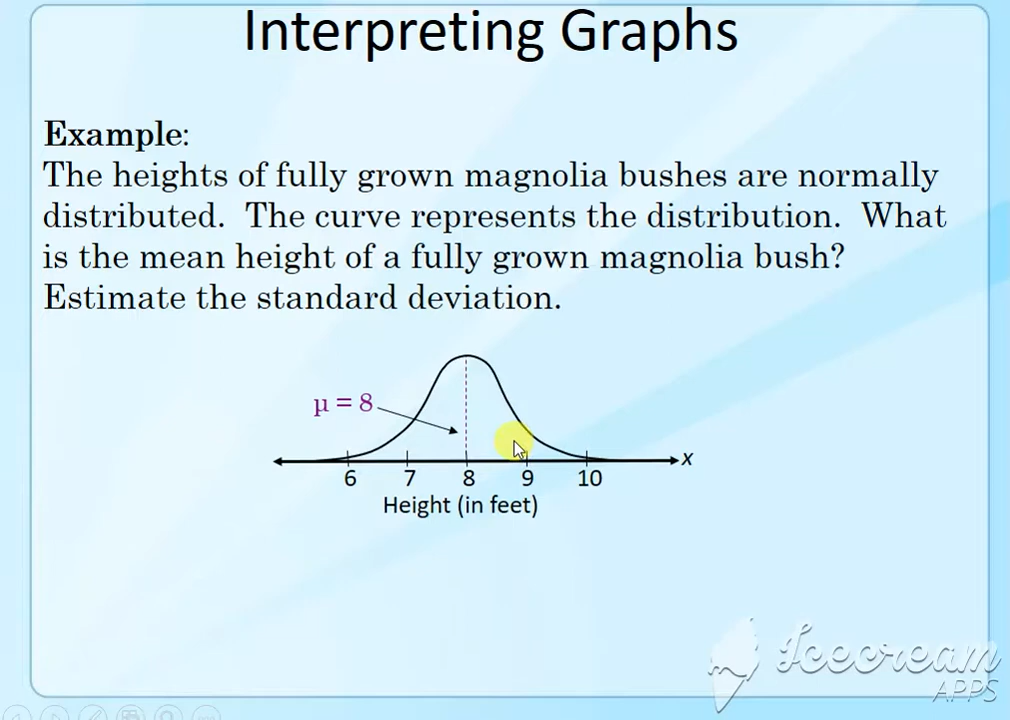 Interpreting Graphs
Example:
The heights of fully grown magnolia bushes are normally
distributed. The curve represents the distribution. What
is the mean height of a fully grown magnolia bush?
Estimate the standard deviation.
μ = 8
x
6 7 8 9 10
Height (in feet)
Icecream
APPS